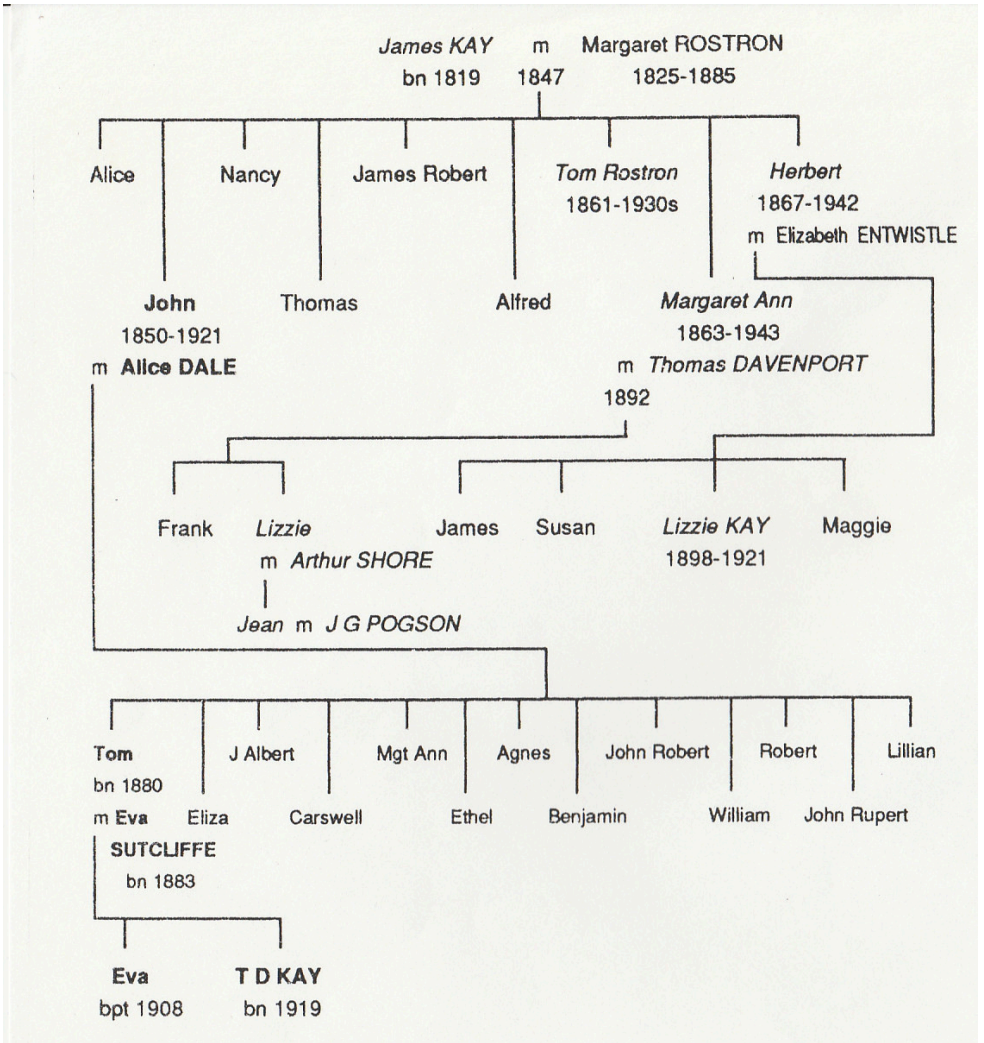 James KAY m Margaret ROSTRON
bn 1819 1847 1825-1885
Alice Nancy James Robert Tom Rostron Herbert
1861-1930s 1867-1942
m Elizabeth ENTWISTLE
John Thomas Alfred Margaret Ann
1850-1921 1863-1943
m Alice DALE m Thomas DAVENPORT
1892
Frank Lizzie James Susan Lizzie KAY Maggie
m Arthur SHORE 1898-1921
Jean m J G POGSON
Tom J Albert Mgt Ann Agnes John Robert Robert Lillian
bn 1880
m Eva Eliza Carswell Ethel Benjamin William John Rupert
SUTCLIFFE
bn 1883
Eva T D KAY
bpt 1908 bn 1919